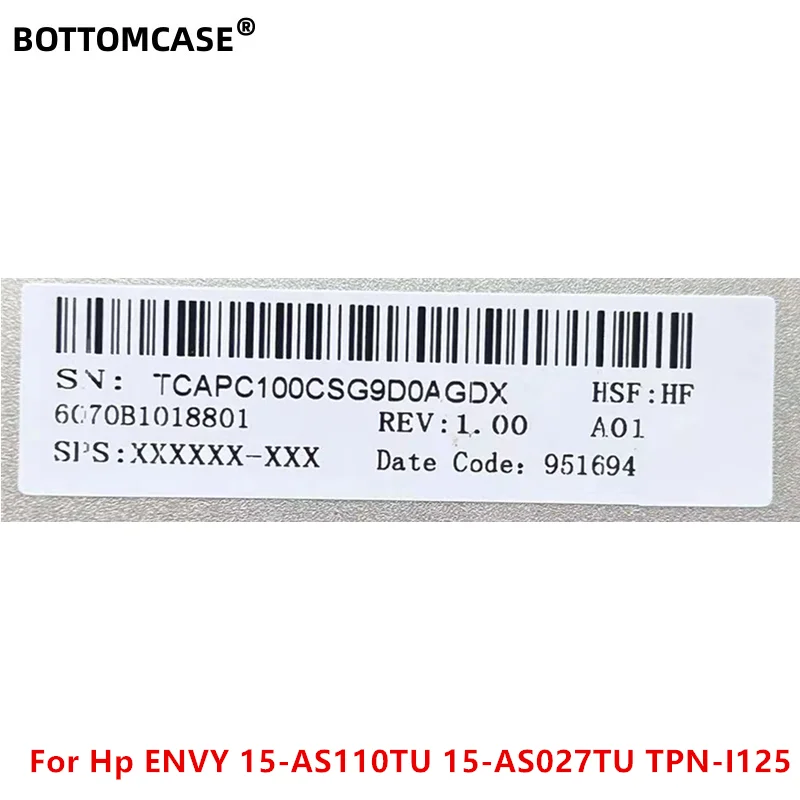 BOTTOMCASE®
SN: TCAPC100CSG9D0AGDX HSF:HF
6070B1018801 REV:1.00 A01
SPS:XXXXXX-XXX Date Code: 951694
For Hp ENVY 15-AS110TU 15-AS027TU TPN-I125